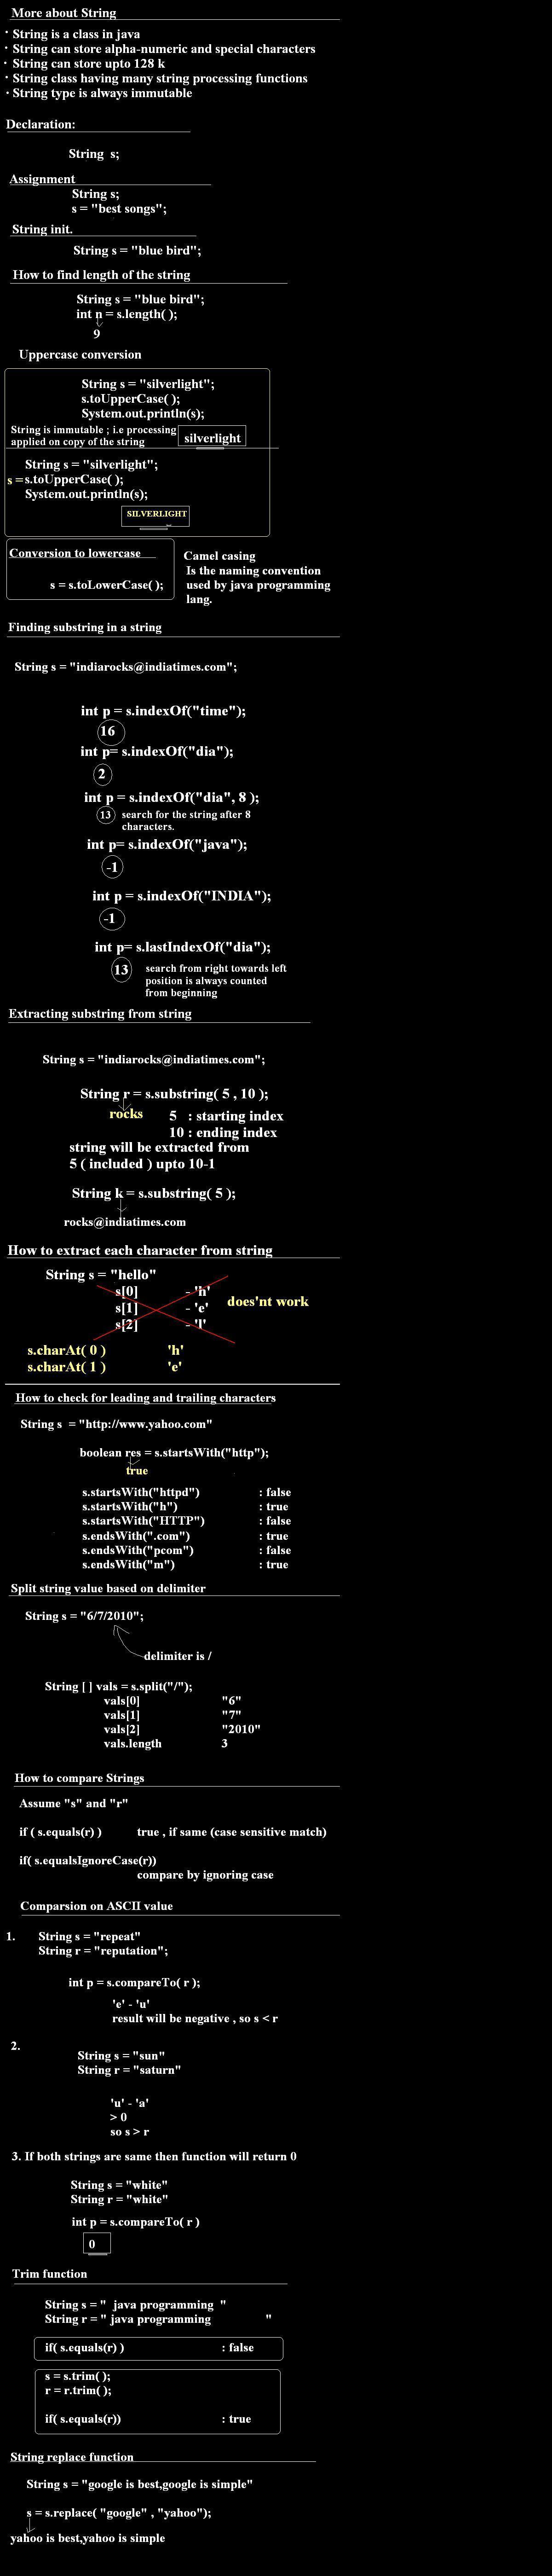 More about String
· String is a class in java
· String can store alpha-numeric and special characters
· String can store upto 128 k
· String class having many string processing functions
· String type is always immutable
Declaration:
String s;
Assignment
String s;
s = "best songs";
String init.
String s = "blue bird";
How to find length of the string
String s = "blue bird";
int n = s.length( );
9
Uppercase conversion
String s = "silverlight";
s.toUpperCase( );
System.out.println(s);
String is immutable ; i.e processing
applied on copy of the string
silverlight
String s = "silverlight";
s = s.toUpperCase( );
System.out.println(s);
SILVERLIGHT
Conversion to lowercase
s = s.toLowerCase( );
Camel casing
Is the naming convention
used by java programming
lang.
Finding substring in a string
String s = "indiarocks@indiatimes.com";
int p = s.indexOf("time");
16
int p= s.indexOf("dia");
2
int p = s.indexOf("dia", 8 );
13 search for the string after 8
characters.
int p= s.indexOf("java");
-1
int p = s.indexOf("INDIA");
-1
int p= s.lastIndexOf("dia");
13 search from right towards left
position is always counted
from beginning
Extracting substring from string
String s = "indiarocks@indiatimes.com";
String r = s.substring( 5 , 10 );
rocks 5 : starting index
10 : ending index
string will be extracted from
5 ( included ) upto 10-1
String k = s.substring( 5 );
rocks@indiatimes.com
How to extract each character from string
String s = "hello"
s[0] - 'h'
s[1] - 'e'
s[2] - 'l'
does'nt work
s.charAt( 0 ) 'h'
s.charAt( 1 ) 'e'
How to check for leading and trailing characters
String s = "http://www.yahoo.com"
boolean res = s.startsWith("http");
true
s.startsWith("httpd") : false
s.startsWith("h") : true
s.startsWith("HTTP") : false
s.endsWith(".com") : true
s.endsWith("pcom") : false
s.endsWith("m") : true
Split string value based on delimiter
String s = "6/7/2010";
delimiter is /
String [ ] vals = s.split("/");
vals[0] "6"
vals[1] "7"
vals[2] "2010"
vals.length 3
How to compare Strings
Assume "s" and "r"
if ( s.equals(r) ) true , if same (case sensitive match)
if( s.equalsIgnoreCase(r))
compare by ignoring case
Comparsion on ASCII value
1. String s = "repeat"
String r = "reputation";
int p = s.compareTo( r );
'e' - 'u'
result will be negative , so s < r
2.
String s = "sun"
String r = "saturn"
'u' - 'a'
> 0
so s > r
3. If both strings are same then function will return 0
String s = "white"
String r = "white"
int p = s.compareTo( r )
0
Trim function
String s = "  java programming  "
String r = " java programming          "
if( s.equals(r) ) : false
s = s.trim( );
r = r.trim( );
if( s.equals(r)) : true
String replace function
String s = "google is best,google is simple"
s = s.replace( "google" , "yahoo");
yahoo is best,yahoo is simple